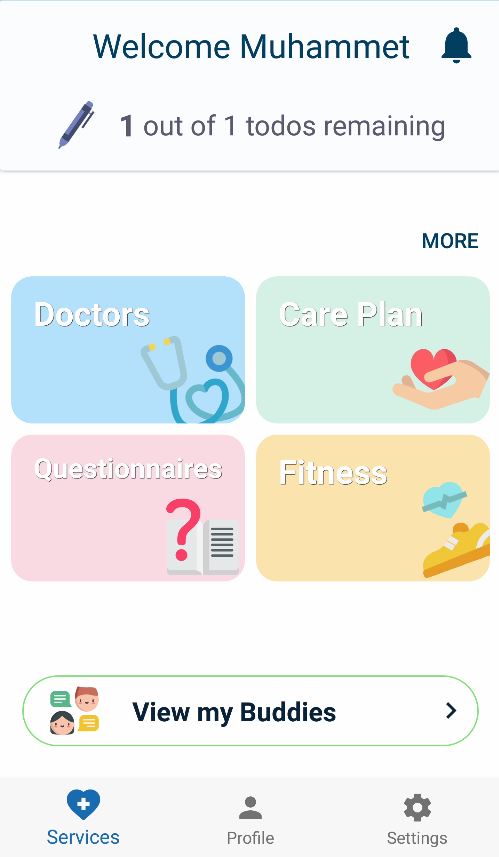 Welcome Muhammet
1 out of 1 todos remaining
MORE
Doctors
Care Plan
Questionnaires
Fitness
View my Buddies
Services
Profile
Settings